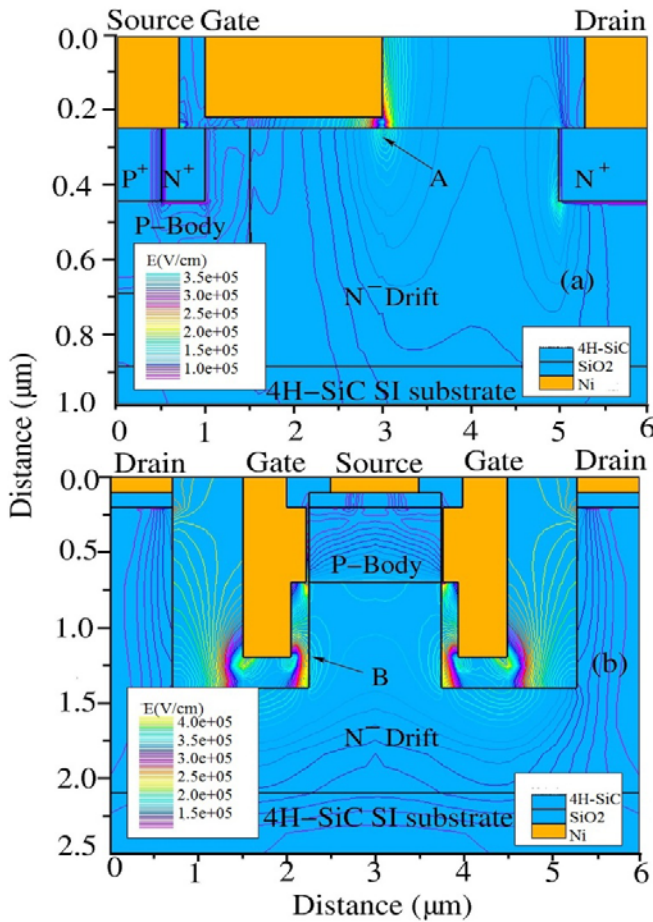 Source Gate Drain
0.0
0.2
0.4
0.6
0.8
1.0
P+ N+ A N+
P−Body
E(V/cm)
3.5e+05
3.0e+05
2.5e+05
2.0e+05
1.5e+05
1.0e+05
N− Drift
(a)
4H-SiC
SiO2
Ni
4H−SiC SI substrate
0 1 2 3 4 5 6
Distance (μm)
Drain Gate Source Gate Drain
0.0
0.5
1.0
1.5
2.0
2.5
P−Body
B
(b)
E(V/cm)
4.0e+05
3.5e+05
3.0e+05
2.5e+05
2.0e+05
1.5e+05
N− Drift
4H-SiC
SiO2
Ni
4H−SiC SI substrate
0 1 2 3 4 5 6
Distance (μm)